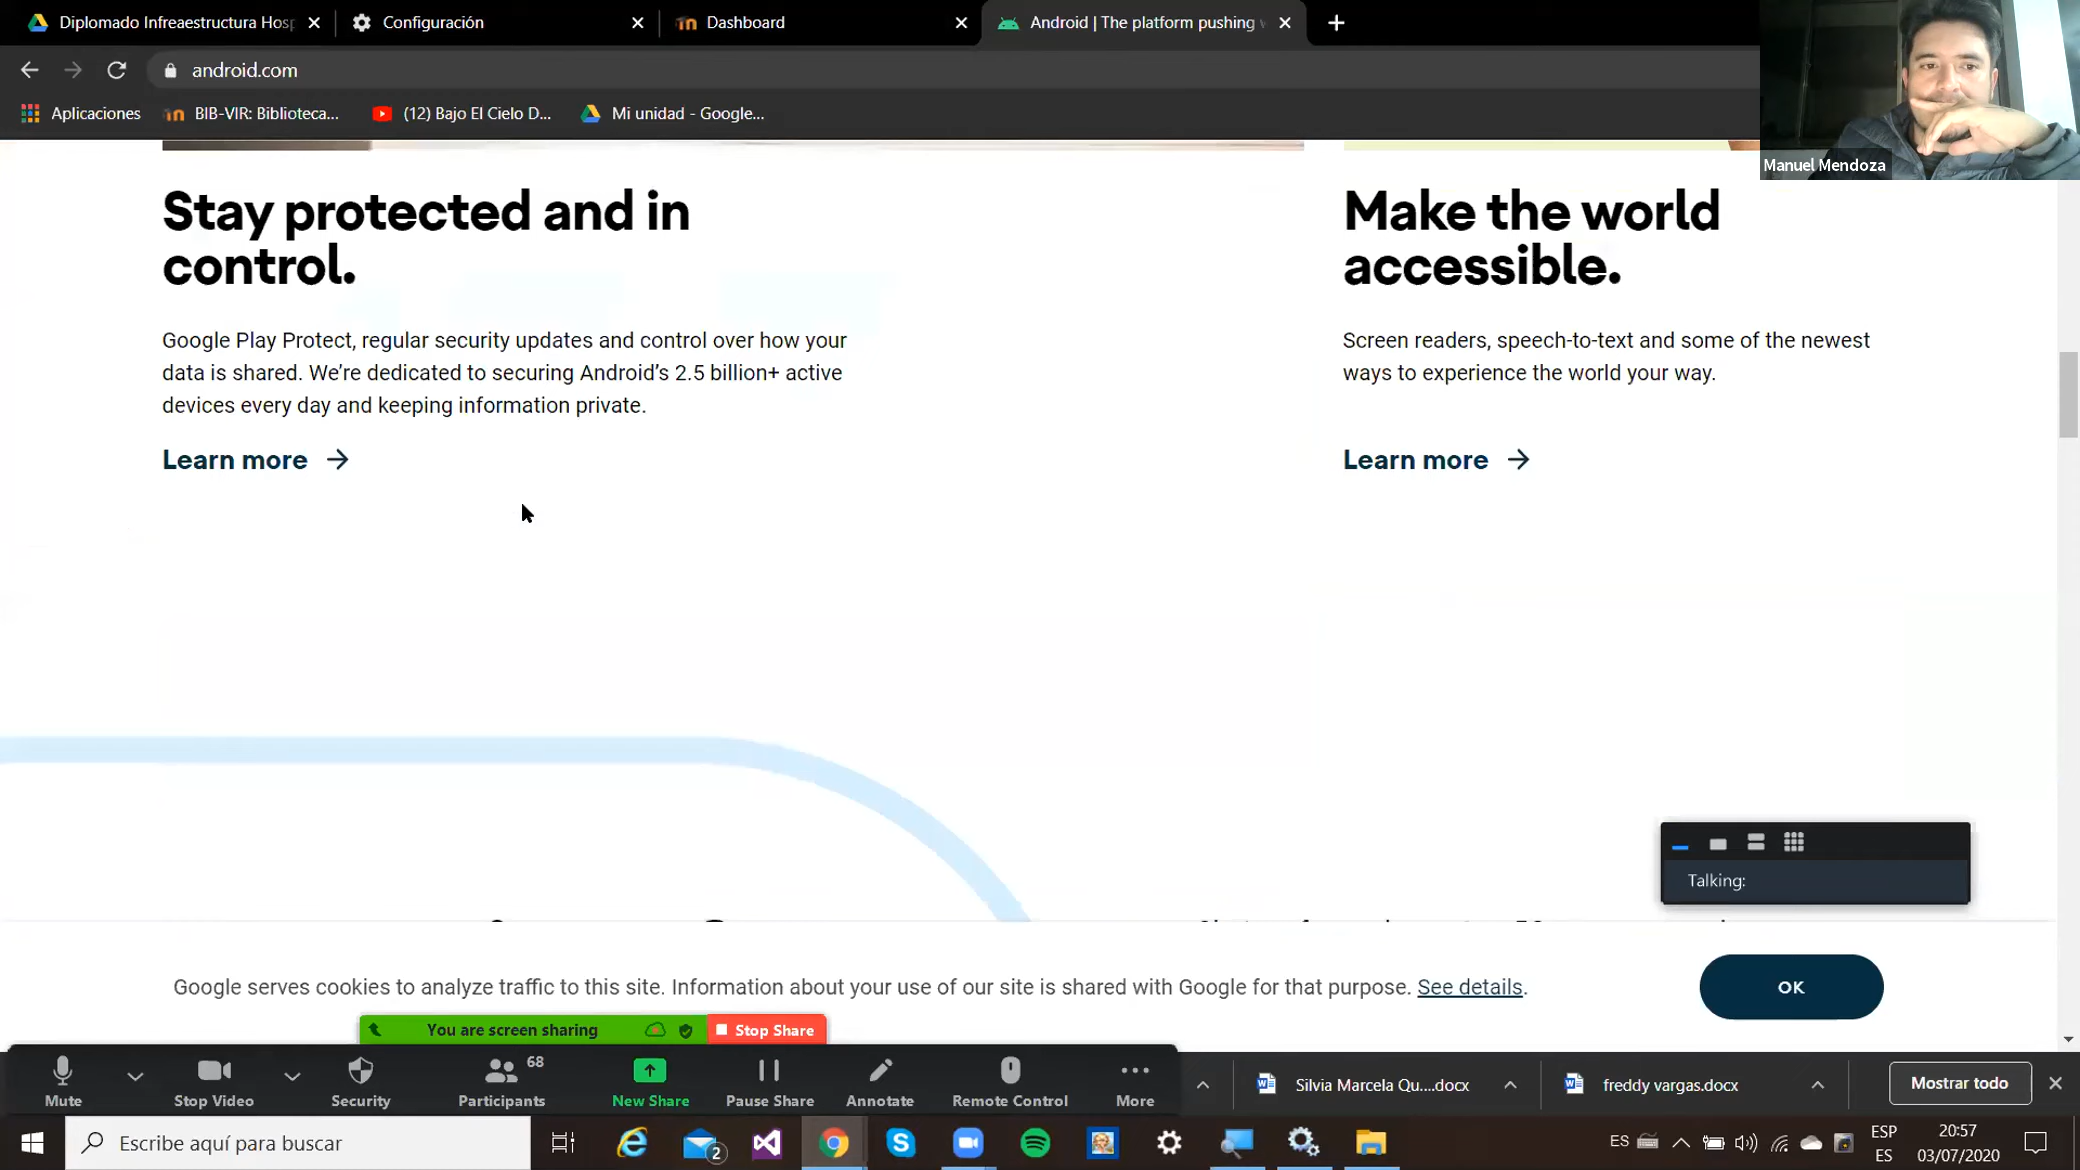 Diplomado Infraestructura Hosp
Configuración
Dashboard
Android | The platform pushing w
android.com
Aplicaciones
BIB-VIR: Biblioteca...
(12) Bajo El Cielo D...
Mi unidad - Google...
Manuel Mendoza
Stay protected and in
control.
Google Play Protect, regular security updates and control over how your
data is shared. We’re dedicated to securing Android’s 2.5 billion+ active
devices every day and keeping information private.
Learn more
Make the world
accessible.
Screen readers, speech-to-text and some of the newest
ways to experience the world your way.
Learn more
Talking:
Google serves cookies to analyze traffic to this site. Information about your use of our site is shared with Google for that purpose. See details.
OK
You are screen sharing
Stop Share
Mute
Stop Video
Security
Participants
68
New Share
Pause Share
Annotate
Remote Control
More
Silvia Marcela Qu....docx
freddy vargas.docx
Mostrar todo
Escribe aquí para buscar
2
ES
ESP
ES
20:57
03/07/2020